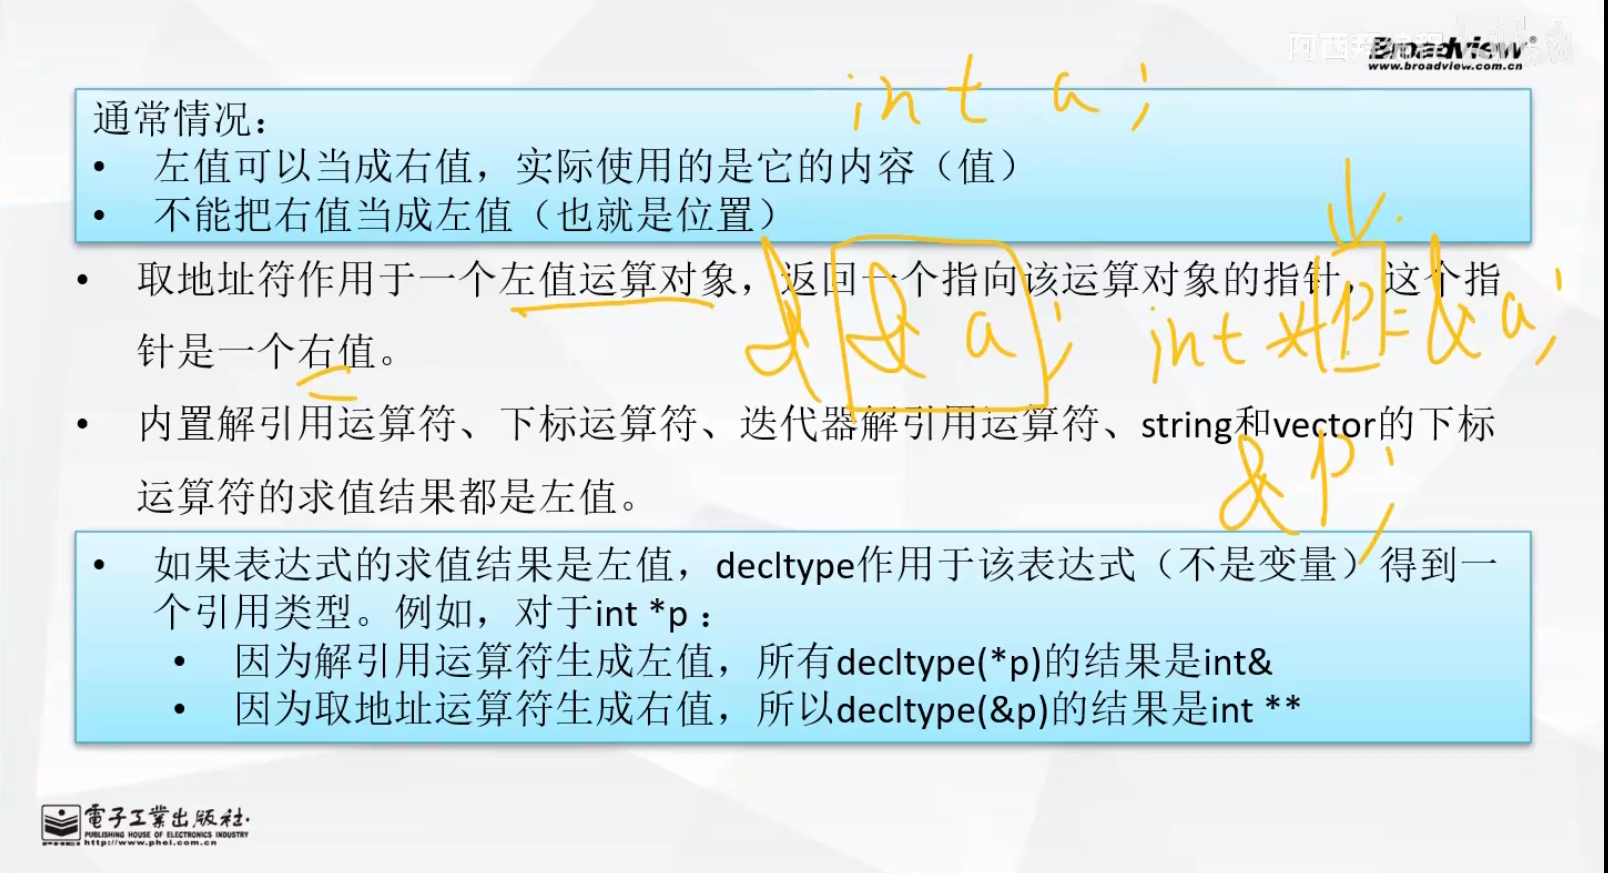 Broadview®
www.broadview.com.cn
int a;
通常情况：
• 左值可以当成右值，实际使用的是它的内容（值）
• 不能把右值当成左值（也就是位置）
• 取地址符作用于一个左值运算对象，返回一个指向该运算对象的指针，这个指
针是一个右值。
& & a; int *p = &a;
• 内置解引用运算符、下标运算符、迭代器解引用运算符、string和vector的下标
运算符的求值结果都是左值。
&p;
• 如果表达式的求值结果是左值，decltype作用于该表达式（不是变量）得到一
个引用类型。例如，对于int *p：
• 因为解引用运算符生成左值，所有decltype(*p)的结果是int&
• 因为取地址运算符生成右值，所以decltype(&p)的结果是int **
電子工業出版社·
PUBLISHING HOUSE OF ELECTRONICS INDUSTRY
http://www.phei.com.cn